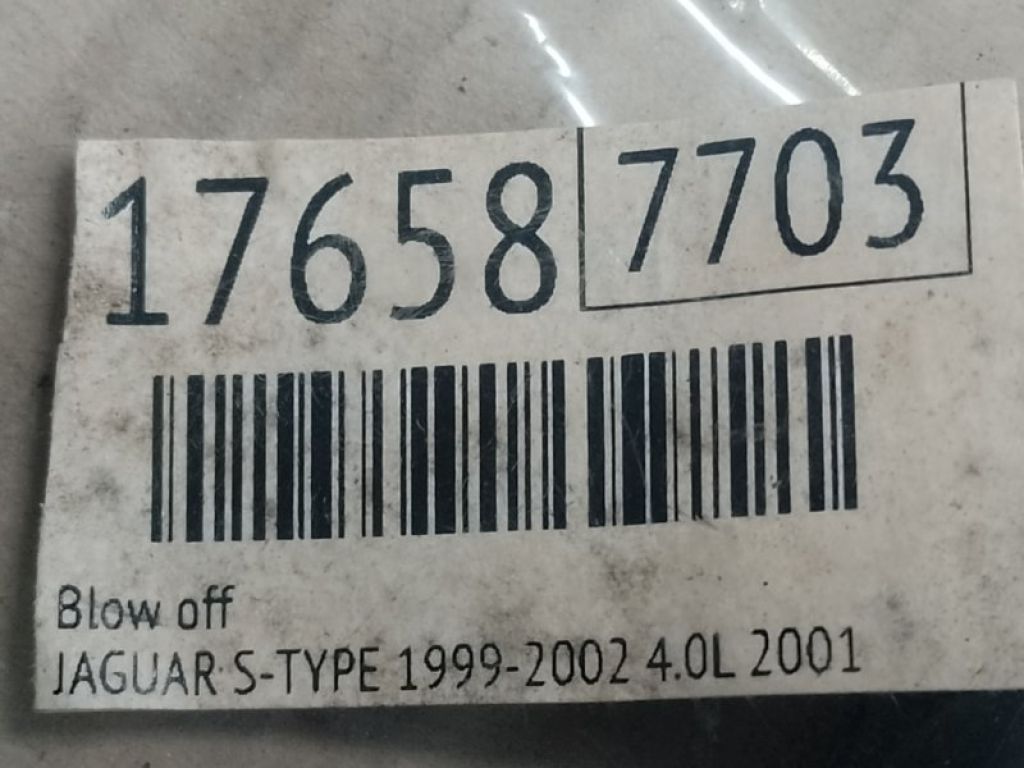 17658 7703
Blow off
JAGUAR S-TYPE 1999-2002 4.0L 2001